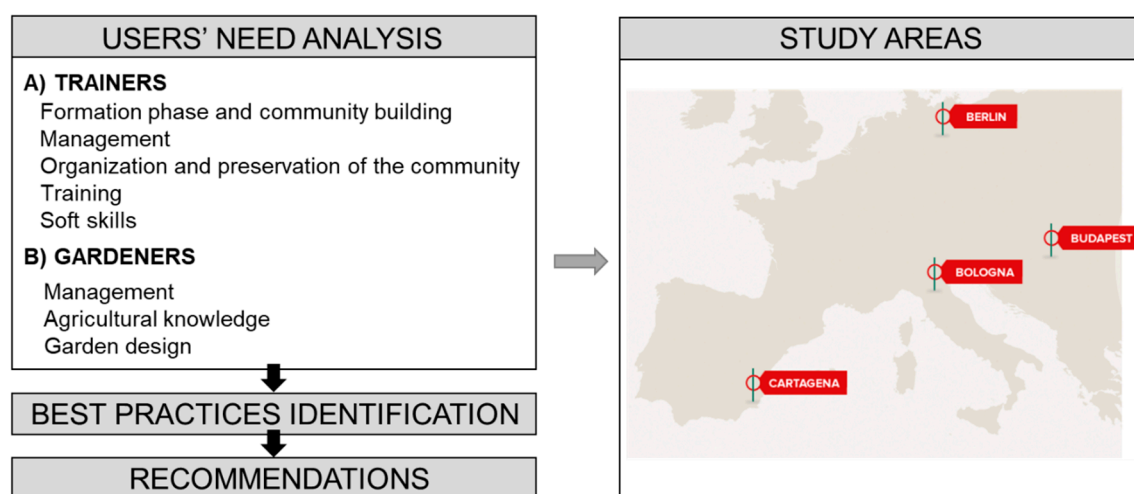 USERS' NEED ANALYSIS
A) TRAINERS
Formation phase and community building
Management
Organization and preservation of the community
Training
Soft skills
B) GARDENERS
Management
Agricultural knowledge
Garden design
BEST PRACTICES IDENTIFICATION
RECOMMENDATIONS
STUDY AREAS
BERLIN
BUDAPEST
BOLOGNA
CARTAGENA